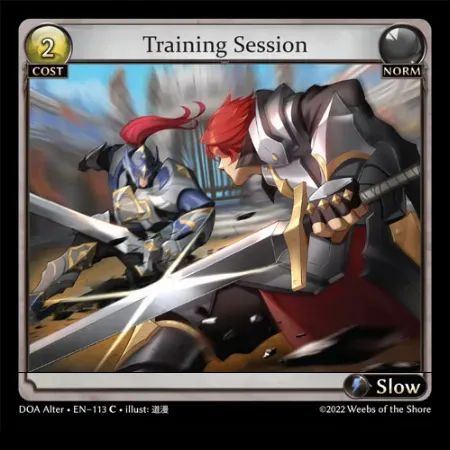 2 Training Session
COST NORM
Slow
DOA Alter • EN-113 C • illust: 道漫 ©2022 Weebs of the Shore